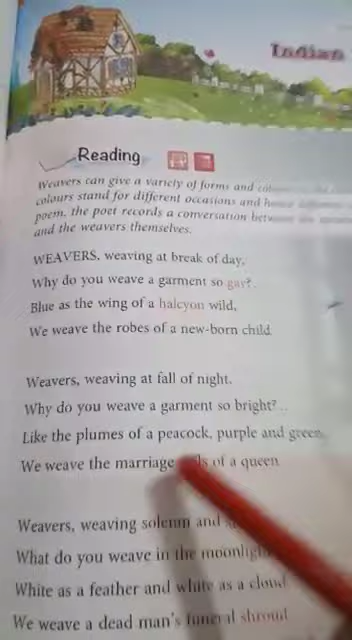 Indian
Reading
Weavers can give a variety of forms and
colours stand for different occasions and hence
poem, the poet records a conversation between the
and the weavers themselves.
WEAVERS, weaving at break of day,
Why do you weave a garment so gay?
Blue as the wing of a halcyon wild,
We weave the robes of a new-born child.
Weavers, weaving at fall of night,
Why do you weave a garment so bright?
Like the plumes of a peacock, purple and green,
We weave the marriage of a queen
Weavers, weaving solemn and
What do you weave in the
White as a feather and white as a cloud
We weave a dead man's funeral shroud